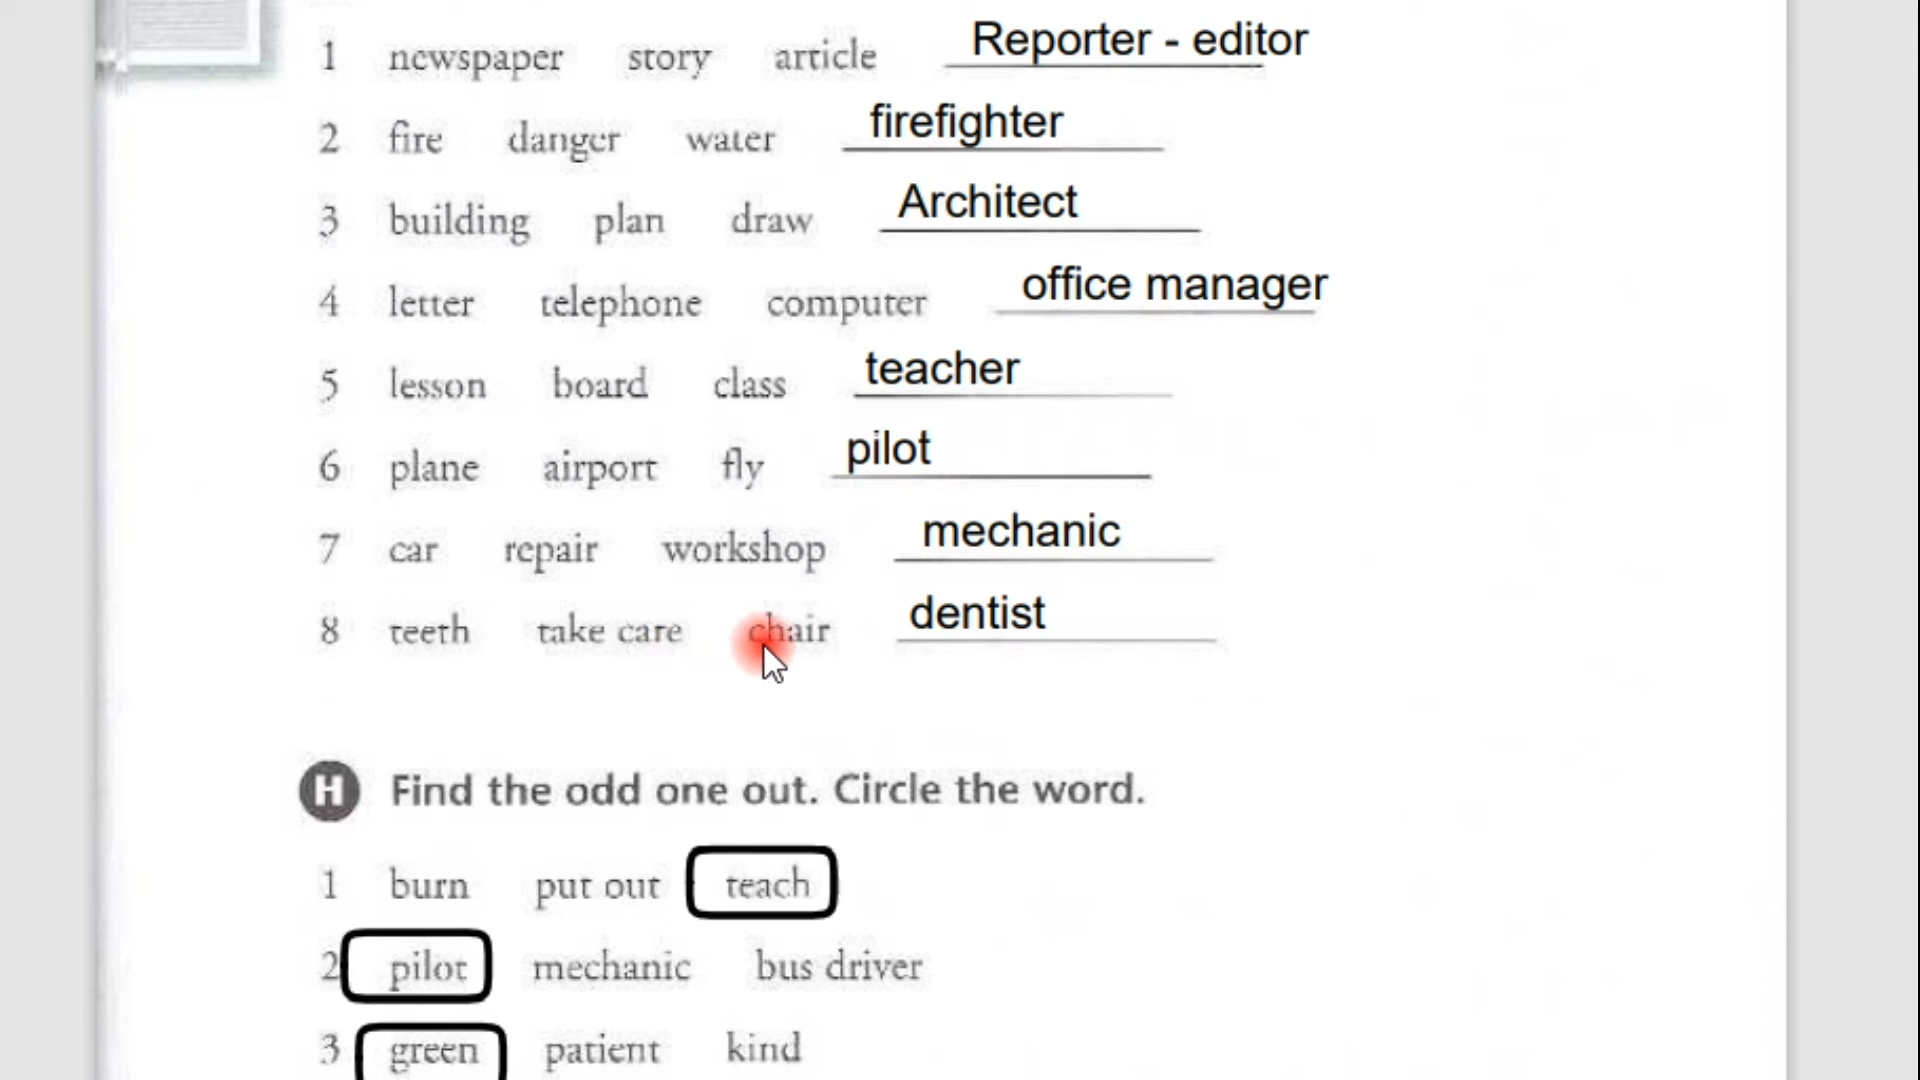 1 newspaper story article Reporter - editor
2 fire danger water firefighter
3 building plan draw Architect
4 letter telephone computer office manager
5 lesson board class teacher
6 plane airport fly pilot
7 car repair workshop mechanic
8 teeth take care chair dentist
H Find the odd one out. Circle the word.
1 burn put out teach
2 pilot mechanic bus driver
3 green patient kind